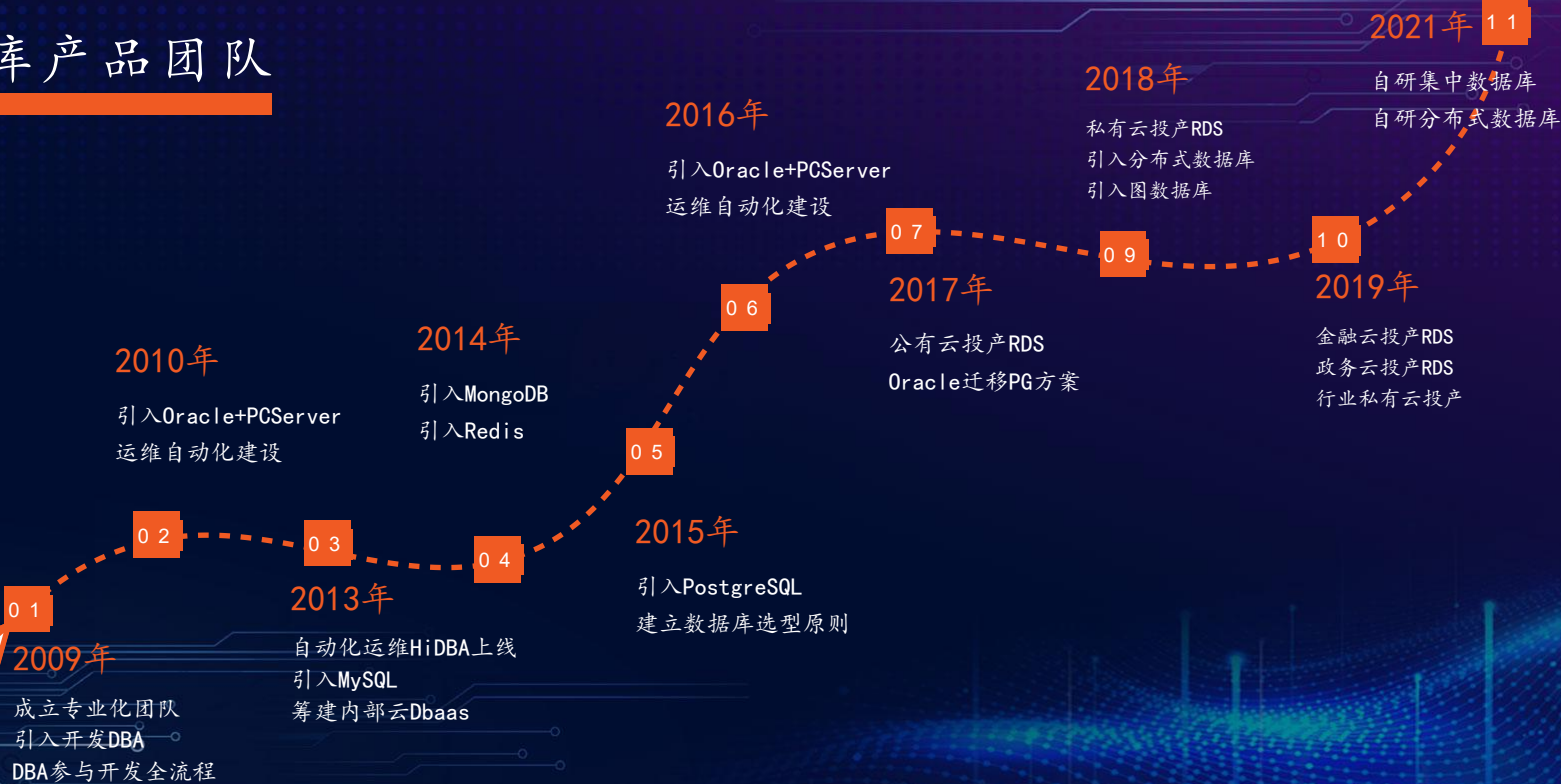 库产品团队
01
2009年
成立专业化团队
引入开发DBA
DBA参与开发全流程
02
2010年
引入Oracle+PCServer
运维自动化建设
03
2013年
自动化运维HiDBA上线
引入MySQL
筹建内部云Dbaas
04
2014年
引入MongoDB
引入Redis
05
2015年
引入PostgreSQL
建立数据库选型原则
06
2016年
引入Oracle+PCServer
运维自动化建设
07
2017年
公有云投产RDS
Oracle迁移PG方案
09
2018年
私有云投产RDS
引入分布式数据库
引入图数据库
10
2019年
金融云投产RDS
政务云投产RDS
行业私有云投产
11
2021年
自研集中数据库
自研分布式数据库